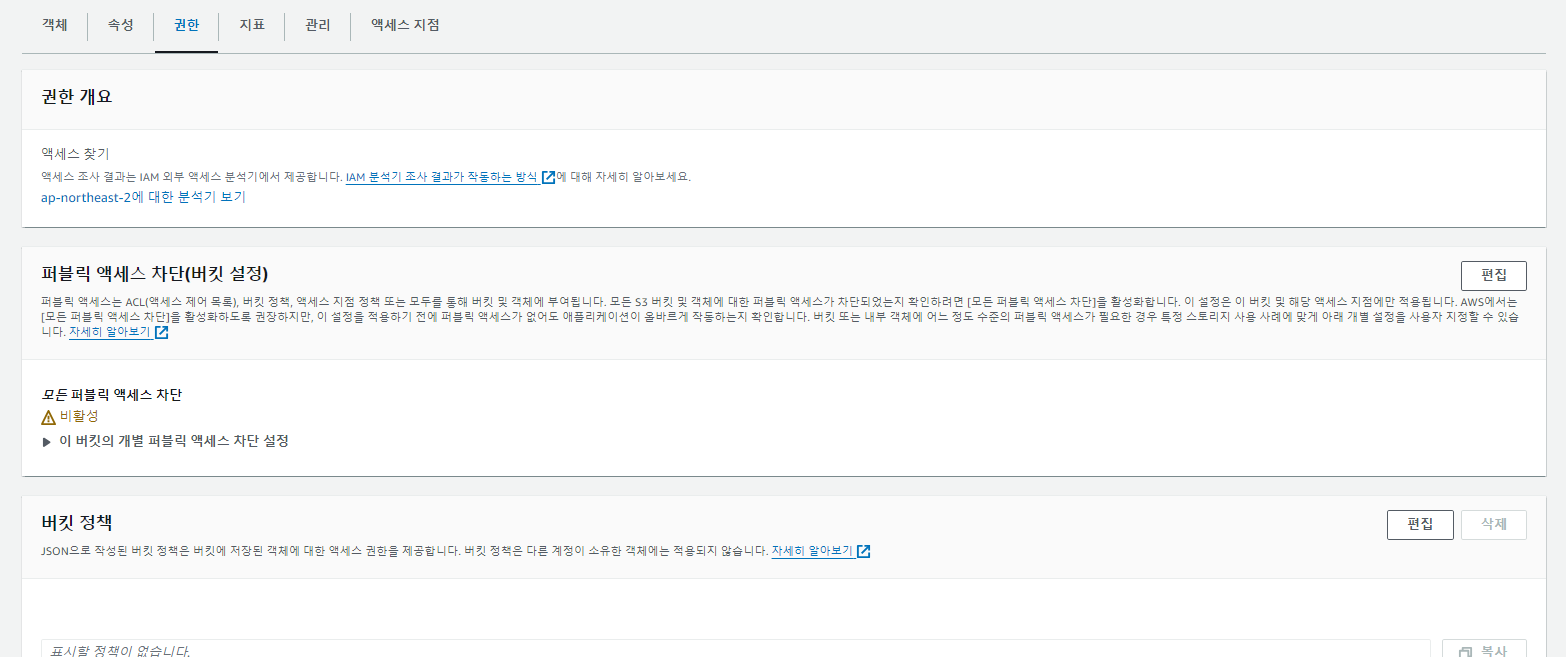 객체 속성 권한 지표 관리 액세스 지점
권한 개요
액세스 찾기
액세스 조사 결과는 IAM 외부 액세스 분석기에서 제공합니다. IAM 분석기 조사 결과가 작동하는 방식에 대해 자세히 알아보세요.
ap-northeast-2에 대한 분석기 보기
퍼블릭 액세스 차단(버킷 설정)
편집
퍼블릭 액세스는 ACL(액세스 제어 목록), 버킷 정책, 액세스 지점 정책 또는 모두를 통해 버킷 및 객체에 부여됩니다. 모든 S3 버킷 및 객체에 대한 퍼블릭 액세스가 차단되었는지 확인하려면 [모든 퍼블릭 액세스 차단]을 활성화합니다. 이 설정은 이 버킷 및 해당 액세스 지점에만 적용됩니다. AWS에서는
[모든 퍼블릭 액세스 차단]을 활성화하도록 권장하지만, 이 설정을 적용하기 전에 퍼블릭 액세스가 없어도 애플리케이션이 올바르게 작동하는지 확인합니다. 버킷 또는 내부 객체에 어느 정도 수준의 퍼블릭 액세스가 필요한 경우 특정 스토리지 사용 사례에 맞게 아래 개별 설정을 사용자 지정할 수 있습
니다. 자세히 알아보기
모든 퍼블릭 액세스 차단
비활성
이 버킷의 개별 퍼블릭 액세스 차단 설정
버킷 정책
편집 삭제
JSON으로 작성된 버킷 정책은 버킷에 저장된 객체에 대한 액세스 권한을 제공합니다. 버킷 정책은 다른 계정이 소유한 객체에는 적용되지 않습니다. 자세히 알아보기
표시할 정책이 없습니다.
복사